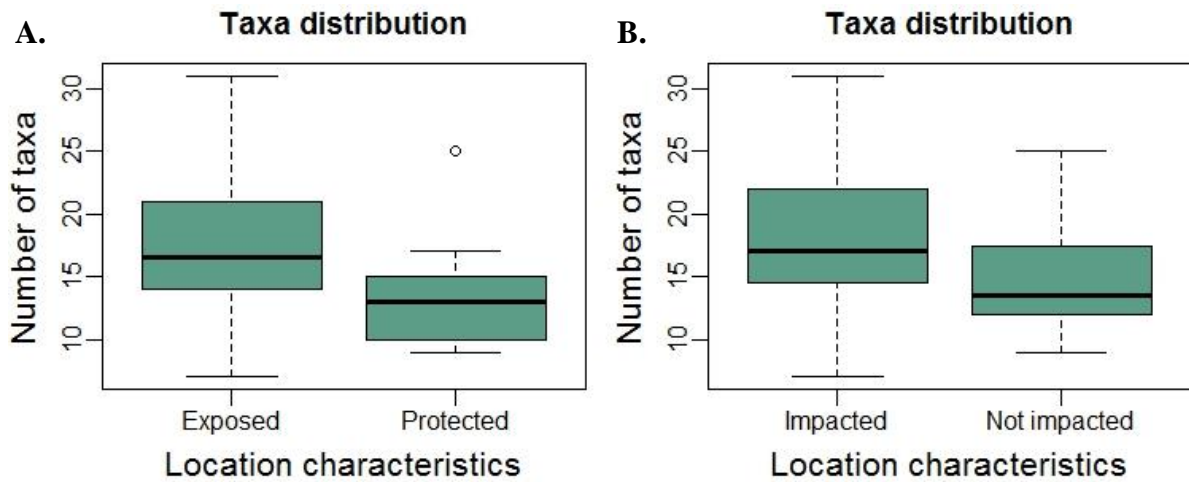 A.
Taxa distribution
Number of taxa
30
25
20
15
10
Exposed Protected
Location characteristics
B.
Taxa distribution
Number of taxa
30
25
20
15
10
Impacted Not impacted
Location characteristics